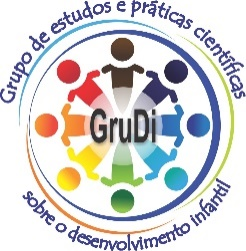 Grupo de estudos e práticas científicas
GruDi
sobre o desenvolvimento infantil